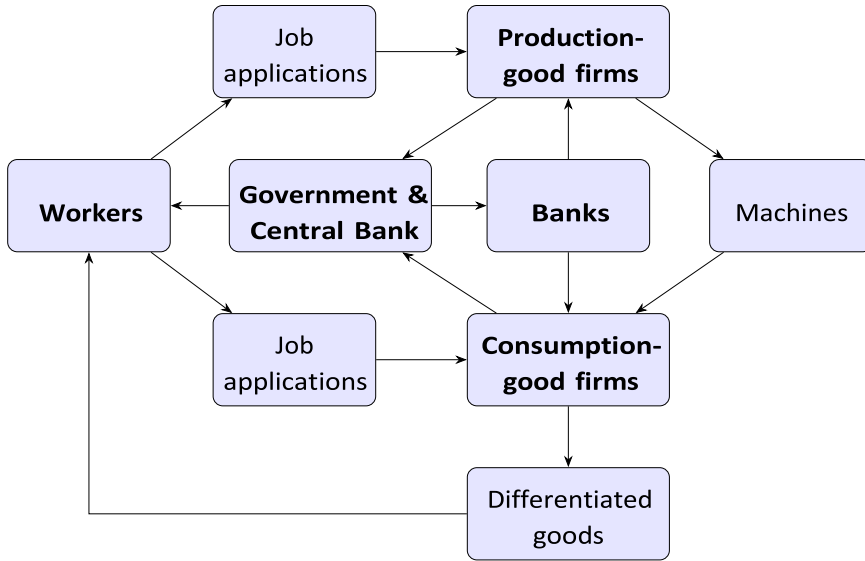 Job
applications
Production-
good firms
Workers
Government &
Central Bank
Banks
Machines
Job
applications
Consumption-
good firms
Differentiated
goods